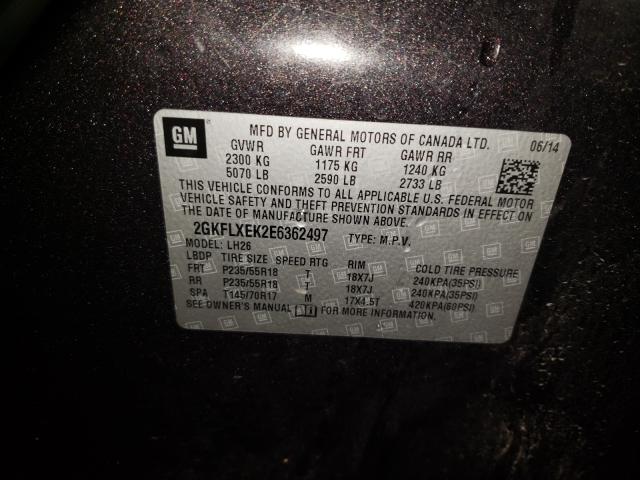 GM
MFD BY GENERAL MOTORS OF CANADA LTD. 06/14
GVWR GAWR FRT GAWR RR
2300 KG 1175 KG 1240 KG
5070 LB 2590 LB 2733 LB
THIS VEHICLE CONFORMS TO ALL APPLICABLE U.S. FEDERAL MOTOR
VEHICLE SAFETY AND THEFT PREVENTION STANDARDS IN EFFECT ON
THE DATE OF MANUFACTURE SHOWN ABOVE.
2GKFLXEK2E6362497 TYPE: M.P.V.
MODEL: LH26
LBDP TIRE SIZE SPEED RTG RIM COLD TIRE PRESSURE
FRT P235/55R18 T 18X7J 240KPA(35PSI)
RR P235/55R18 T 18X7J 240KPA(35PSI)
SPA T145/70R17 M 17X4.5T 420KPA(60PSI)
SEE OWNER'S MANUAL FOR MORE INFORMATION.